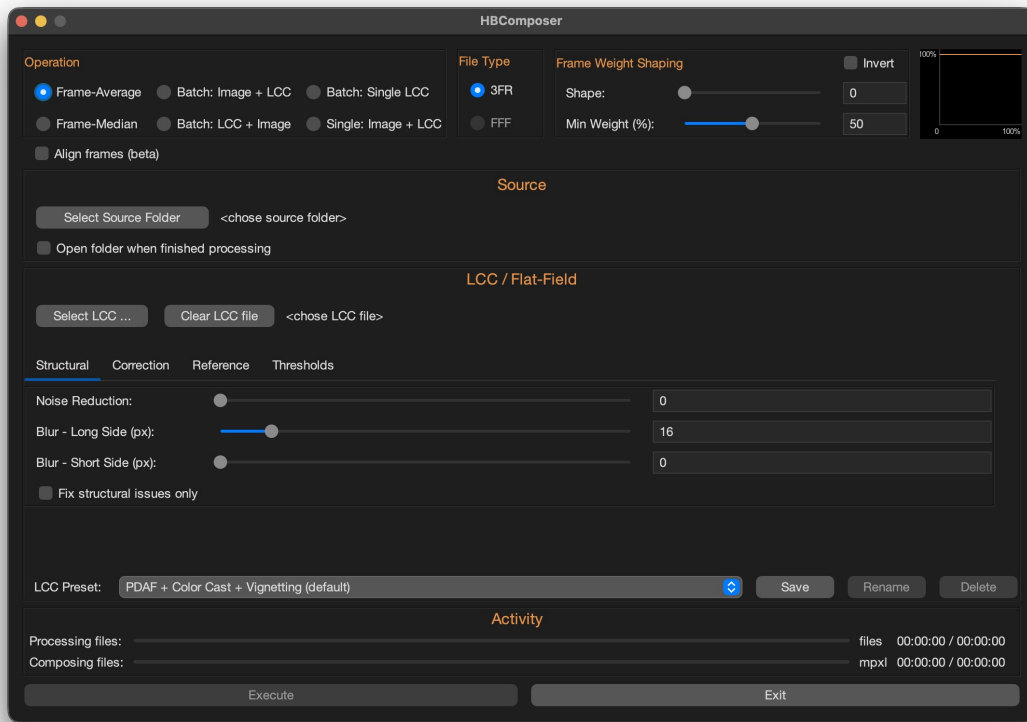 HBComposer
Operation
Frame-Average Batch: Image + LCC Batch: Single LCC
Frame-Median Batch: LCC + Image Single: Image + LCC
File Type
3FR
FFF
Frame Weight Shaping Invert
Shape: 0
Min Weight (%): 50
100%
0 100%
Align frames (beta)
Source
Select Source Folder <chose source folder>
Open folder when finished processing
LCC / Flat-Field
Select LCC ... Clear LCC file <chose LCC file>
Structural Correction Reference Thresholds
Noise Reduction: 0
Blur - Long Side (px): 16
Blur - Short Side (px): 0
Fix structural issues only
LCC Preset: PDAF + Color Cast + Vignetting (default) Save Rename Delete
Activity
Processing files: files 00:00:00 / 00:00:00
Composing files: mpxl 00:00:00 / 00:00:00
Execute Exit